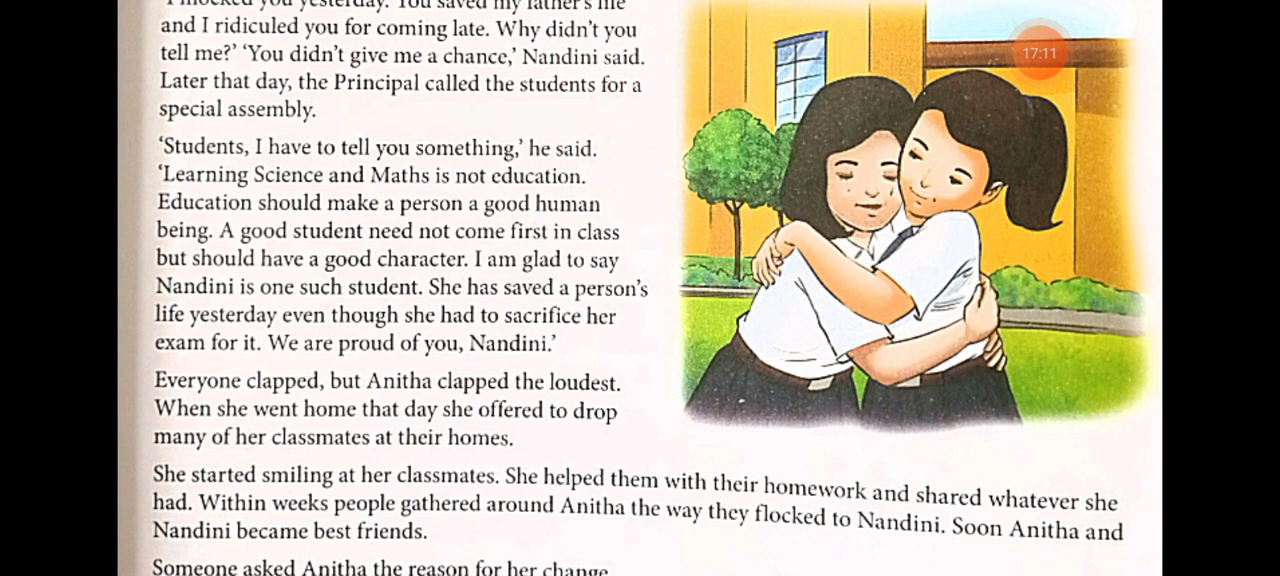 'I mocked you yesterday. You saved my father's life
and I ridiculed you for coming late. Why didn't you
tell me?' 'You didn't give me a chance,' Nandini said.
Later that day, the Principal called the students for a
special assembly.
'Students, I have to tell you something,' he said.
'Learning Science and Maths is not education.
Education should make a person a good human
being. A good student need not come first in class
but should have a good character. I am glad to say
Nandini is one such student. She has saved a person's
life yesterday even though she had to sacrifice her
exam for it. We are proud of you, Nandini.'
Everyone clapped, but Anitha clapped the loudest.
When she went home that day she offered to drop
many of her classmates at their homes.
She started smiling at her classmates. She helped them with their homework and shared whatever she
had. Within weeks people gathered around Anitha the way they flocked to Nandini. Soon Anitha and
Nandini became best friends.
Someone asked Anitha the reason for her change
17:11